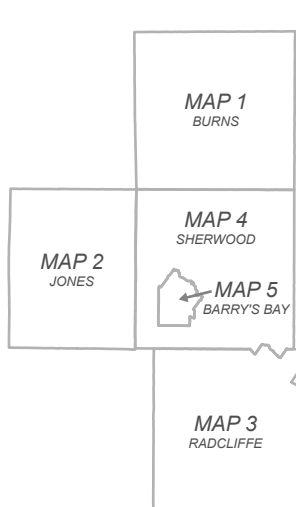 MAP 1
BURNS
MAP 4
SHERWOOD
MAP 2
JONES
MAP 5
BARRY'S BAY
MAP 3
RADCLIFFE